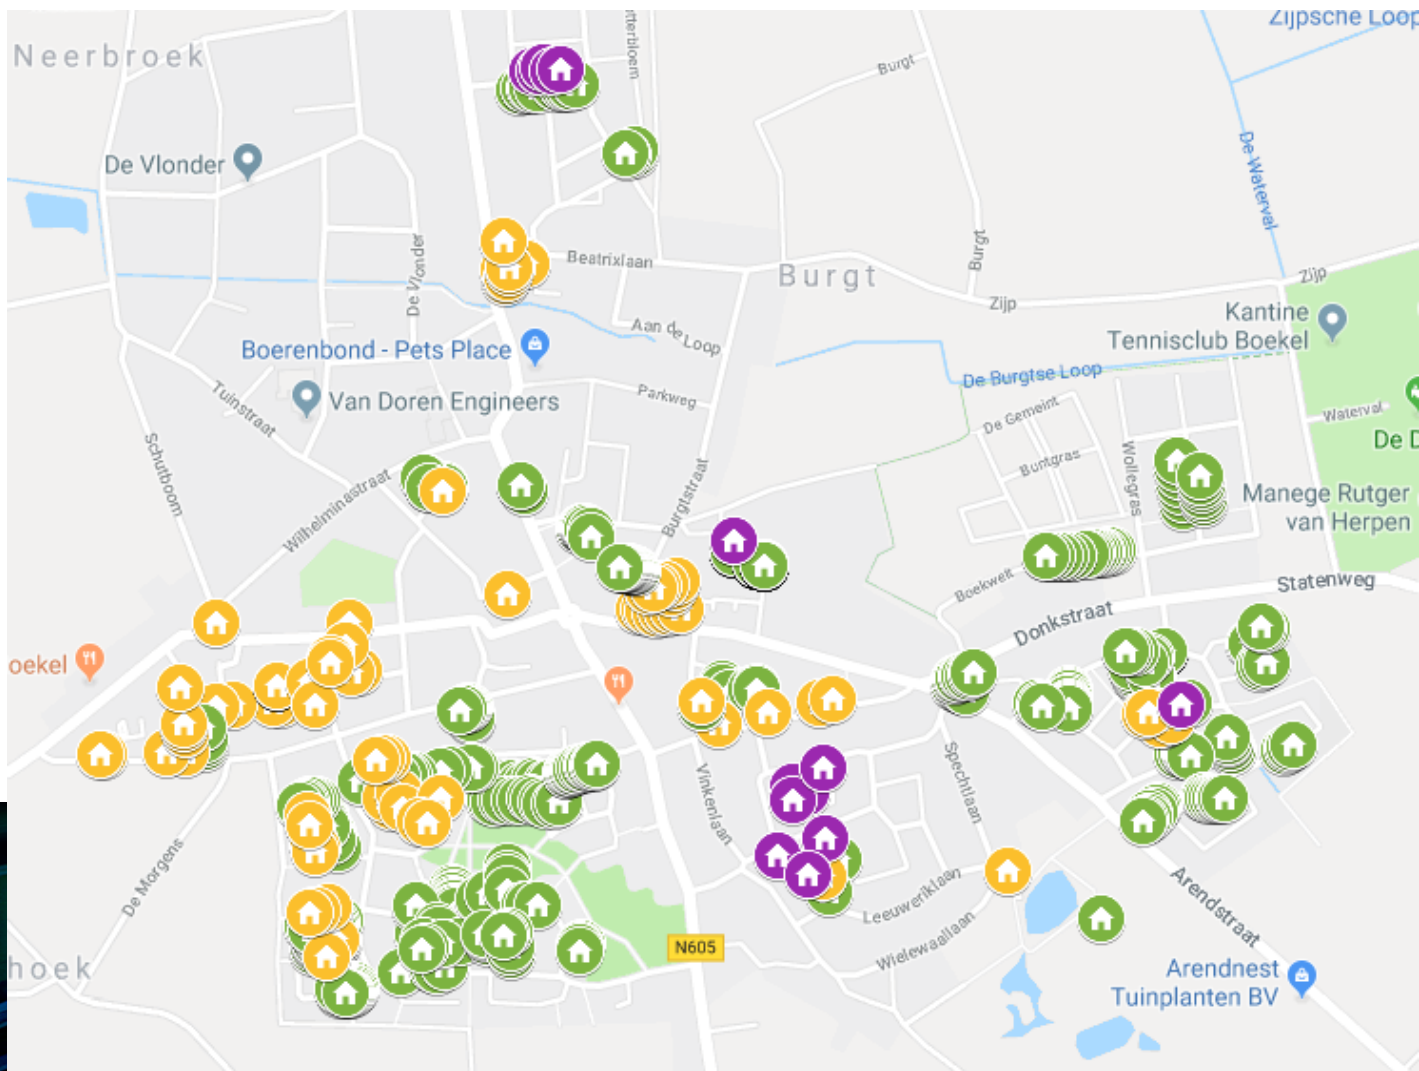 Zijpsche Loop
Neerbroek
Burgt
De Vlonder
De Waterval
Beatrixlaan
Burgt
Burgt
Zijp
Zijp
De Vlonder
Kantine
Tennisclub Boekel
Aan de Loop
Boerenbond - Pets Place
De Burgtse Loop
Parkweg
Van Doren Engineers
Tuinstraat
De Gemeint
Waterval
De D
Schutboom
Buntgras
Wollegras
Wilhelminastraat
Burgtstraat
Manege Rutger
van Herpen
Boekweit
Statenweg
Donkstraat
oekel
Spechtlaan
Vinkenlaan
De Morgens
Leeuweriklaan
Arendstraat
Wielewaallaan
N605
hoek
Arendnest
Tuinplanten BV